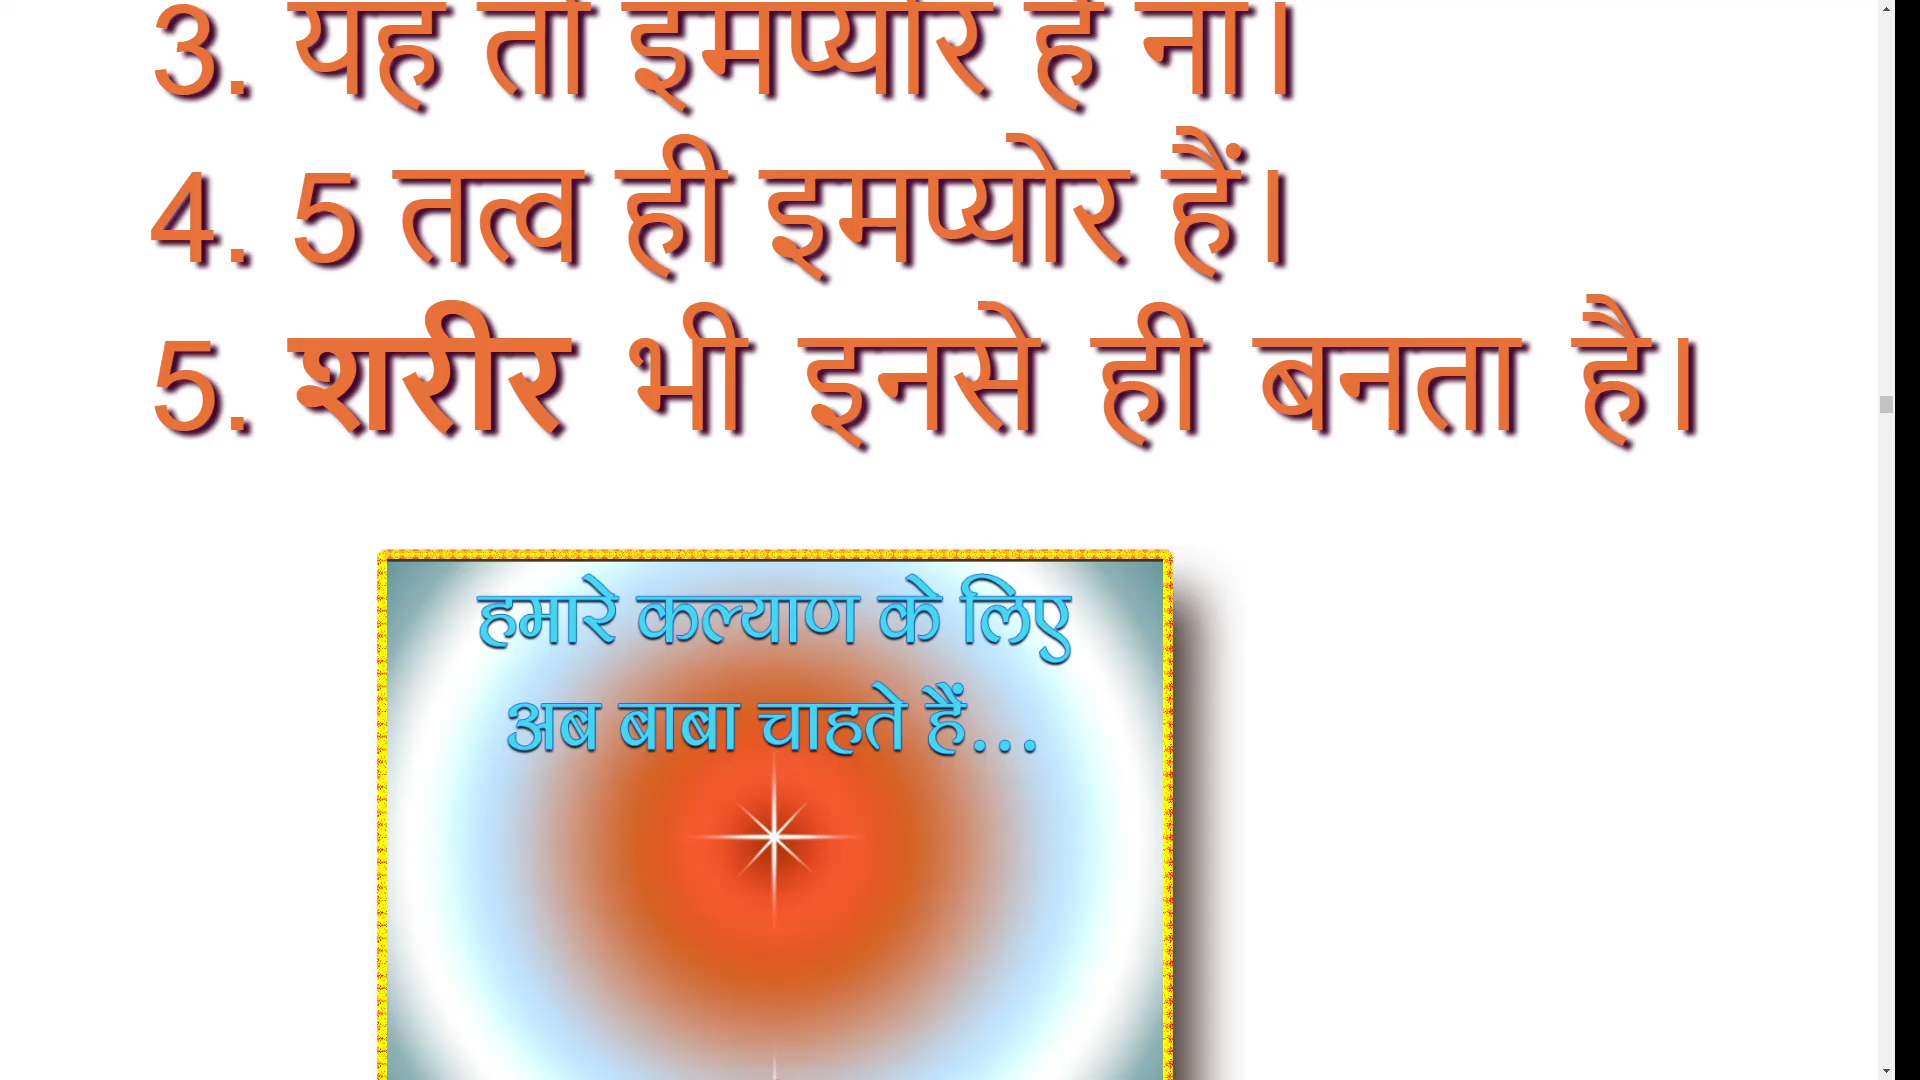 3. यह तो इमप्योर है ना।
4. 5 तत्व ही इमप्योर हैं।
5. शरीर भी इनसे ही बनता है।
हमारे कल्याण के लिए
अब बाबा चाहते हैं...